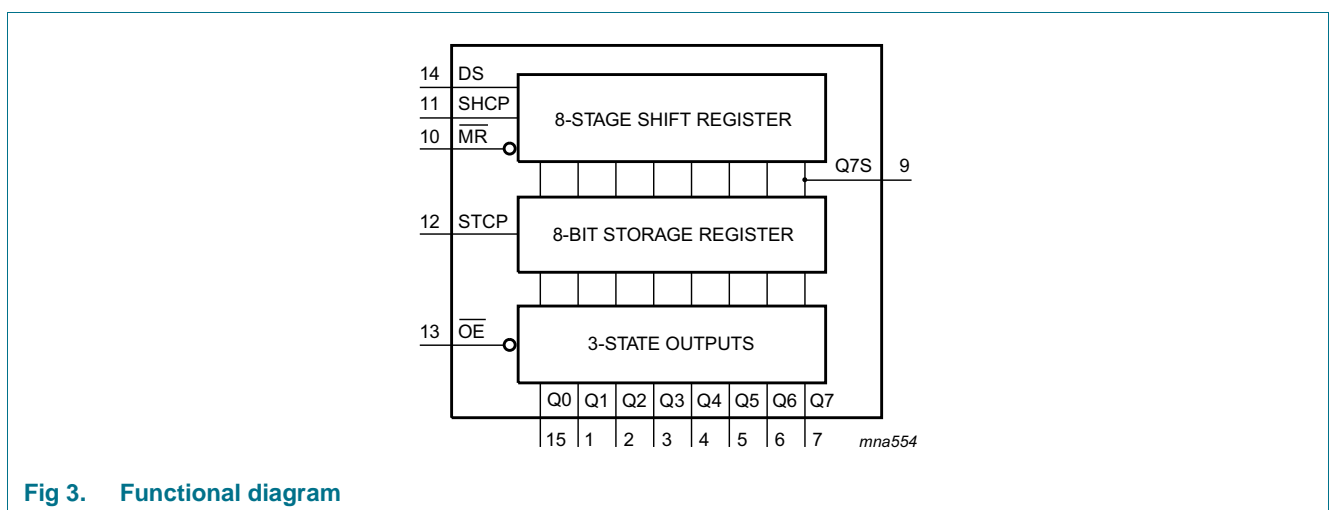 14 DS
11 SHCP
8-STAGE SHIFT REGISTER
10 M̅R̅
Q7S 9
12 STCP
8-BIT STORAGE REGISTER
13 O̅E̅
3-STATE OUTPUTS
Q0 Q1 Q2 Q3 Q4 Q5 Q6 Q7
15 1 2 3 4 5 6 7 mna554
Fig 3. Functional diagram